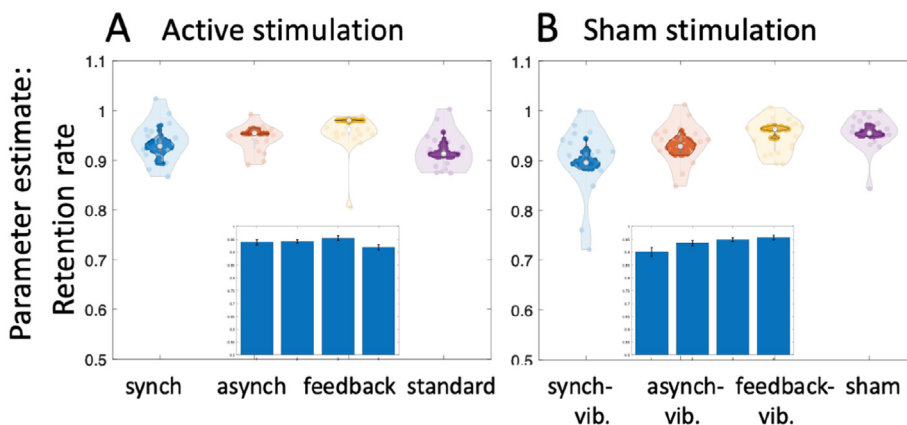 A Active stimulation
B Sham stimulation
Parameter estimate:
Retention rate
1.1
1
0.9
0.8
0.7
0.6
0.5
synch
asynch
feedback
standard
1.1
1
0.9
0.8
0.7
0.6
0.5
synch-
vib.
asynch-
vib.
feedback-
vib.
sham